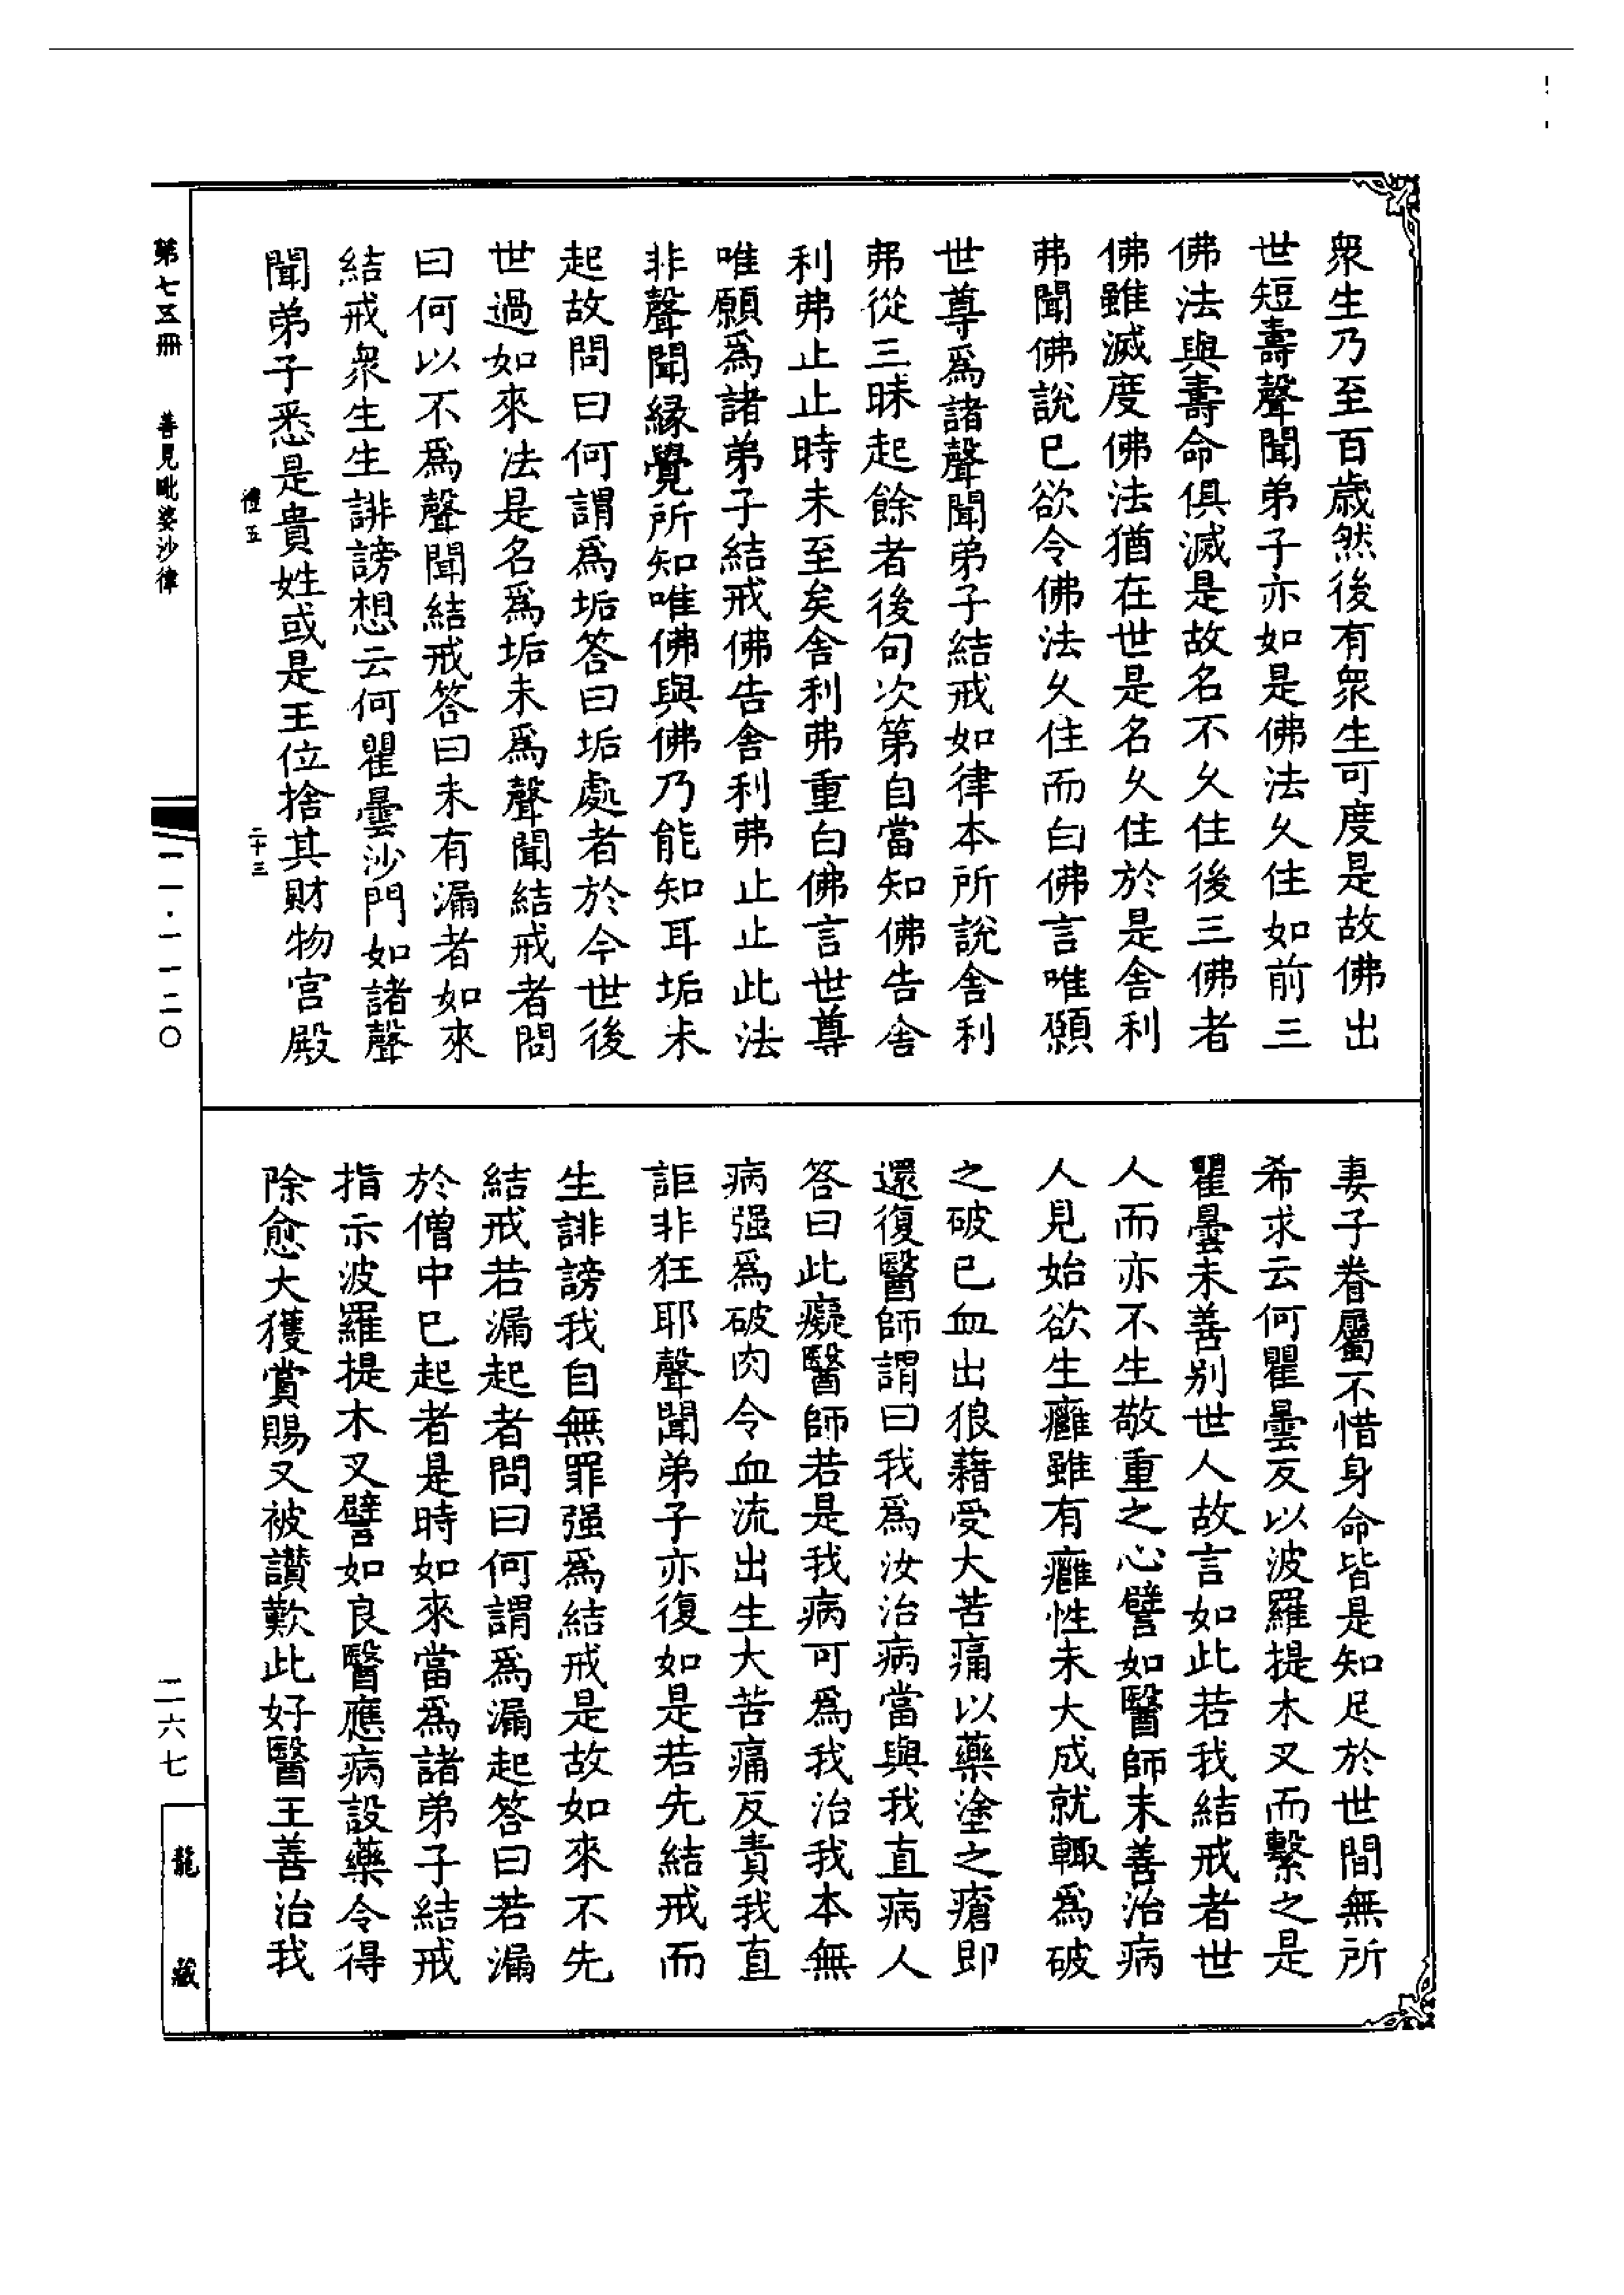 衆生乃至百歲然後有衆生可度是故佛出
世短壽聲聞弟子亦如是佛法久住如前三
佛法與壽命俱滅是故名不久住後三佛者
佛雖滅度佛法猶在世是名久住於是舍利
弗聞佛說已欲令佛法久住而白佛言唯願
世尊爲諸聲聞弟子結戒如律本所說舍利
弗從三昧起餘者後句次第自當知佛告舍
利弗止止時未至矣舍利弗重白佛言世尊
唯願爲諸弟子結戒佛告舍利弗止止此法
非聲聞緣覺所知唯佛與佛乃能知耳垢未
起故問曰何謂爲垢答曰垢處者於今世後
世過如來法是名爲垢未爲聲聞結戒者問
曰何以不爲聲聞結戒答曰未有漏者如來
結戒衆生生誹謗想云何瞿曇沙門如諸聲
聞弟子悉是貴姓或是王位捨其財物宮殿
禮五
二十三
妻子眷屬不惜身命皆是知足於世間無所
希求云何瞿曇反以波羅提木叉而繫之是
瞿曇未善別世人故言如此若我結戒者世
人而亦不生敬重之心譬如醫師未善治病
人見始欲生癰雖有癰性未大成就輙爲破
之破已血出狼藉受大苦痛以藥塗之瘡即
還復醫師謂曰我爲汝治病當與我直病人
答曰此癡醫師若是我病可爲我治我本無
病强爲破肉令血流出生大苦痛反責我直
詎非狂耶聲聞弟子亦復如是若先結戒而
生誹謗我自無罪强爲結戒是故如來不先
結戒若漏起者問曰何謂爲漏起答曰若漏
於僧中已起者是時如來當爲諸弟子結戒
指示波羅提木叉譬如良醫應病設藥令得
除愈大獲賞賜又被讚歎此好醫王善治我
第七五冊 善見毗婆沙律
一一·一一二〇
二六七
龍藏